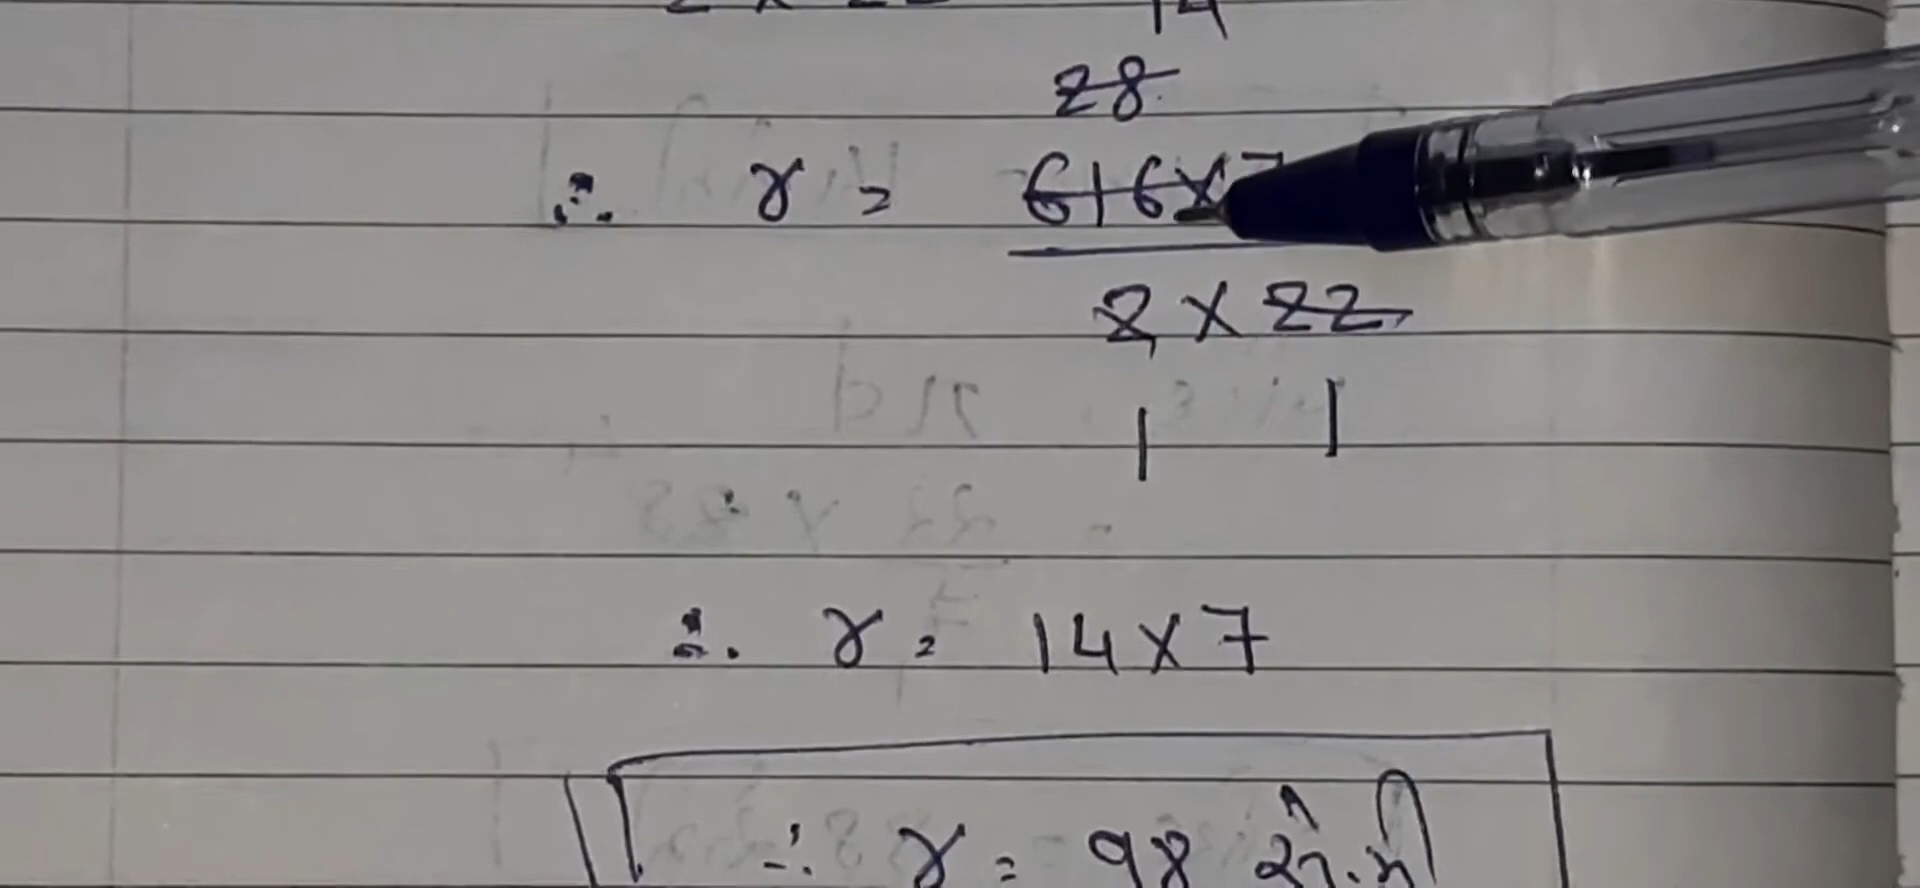 14
28
∴ r = 616×7
2 × 22
1 1
∴ r = 14×7
∴ r = 98 से.मी